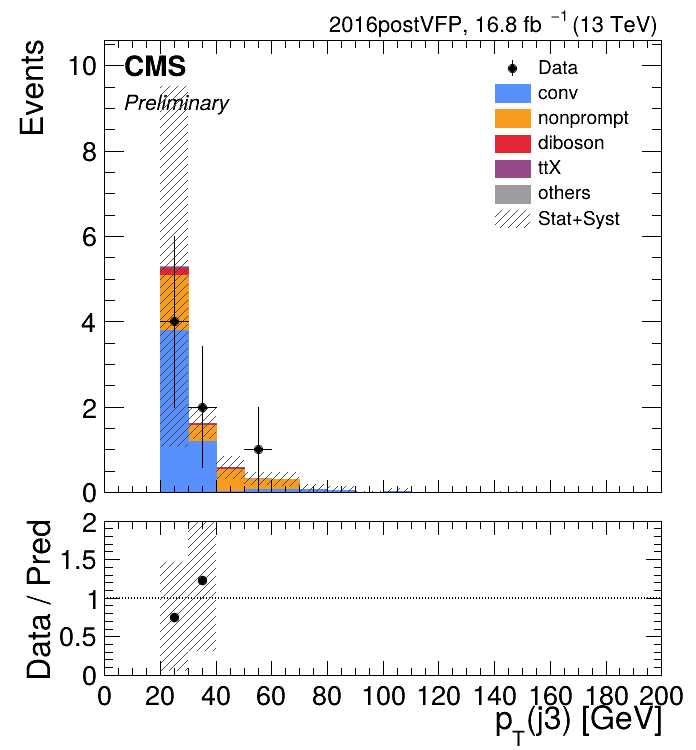 2016postVFP, 16.8 fb⁻¹ (13 TeV)
CMS
Preliminary
Events
10
8
6
4
2
0
Data
conv
nonprompt
diboson
ttX
others
Stat+Syst
Data / Pred
2
1.5
1
0.5
0
0 20 40 60 80 100 120 140 160 180 200
p_T(j3) [GeV]